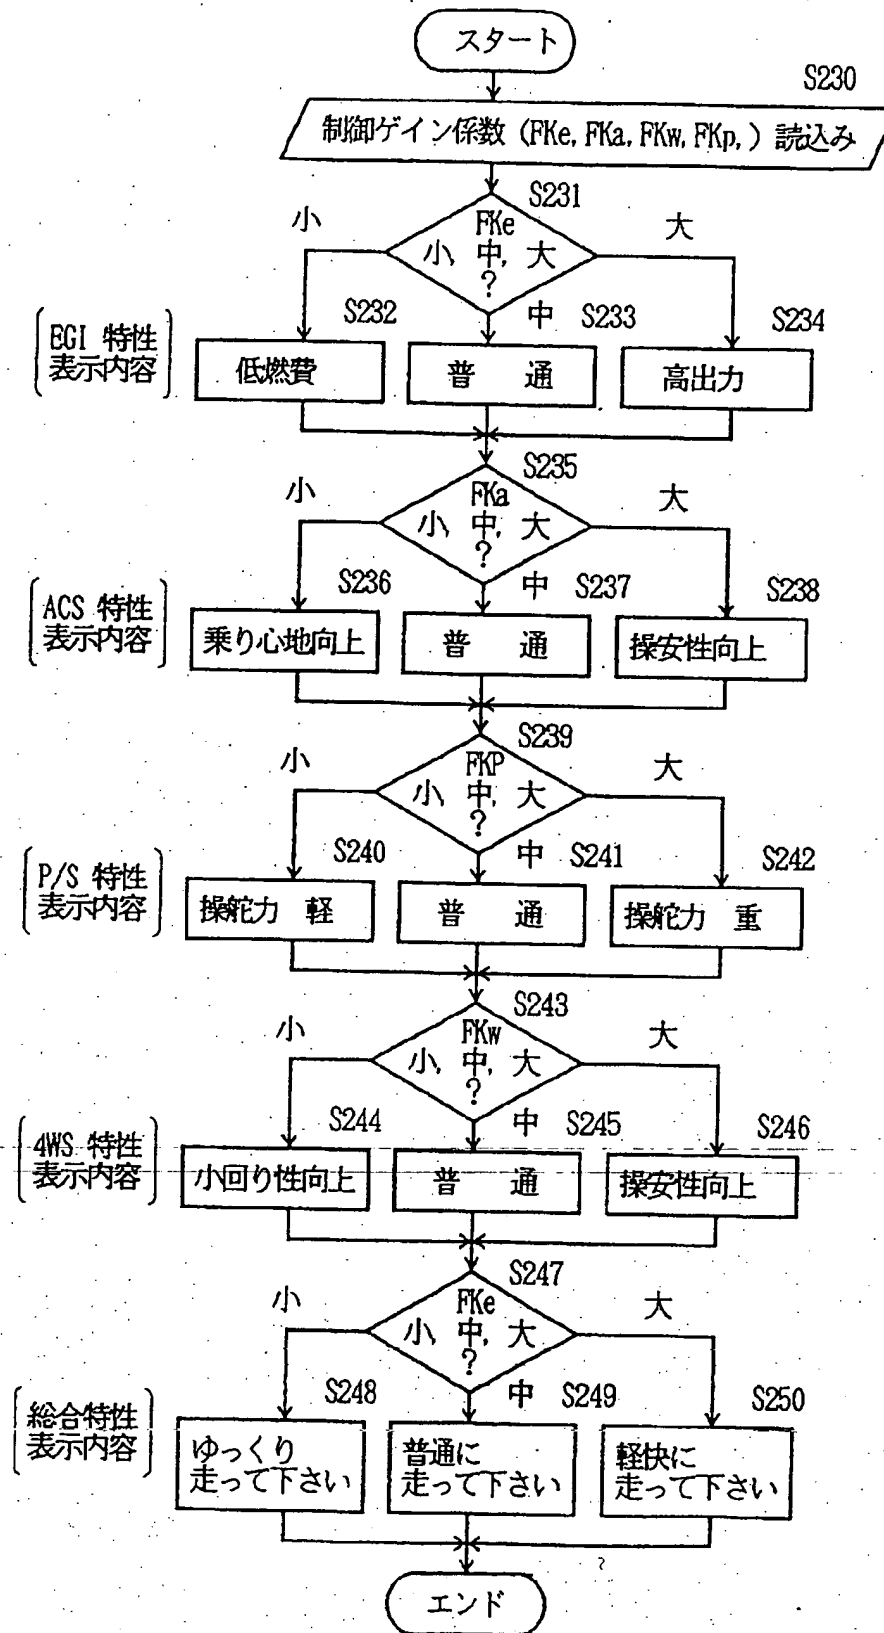 スタート
S230
制御ゲイン係数 (FKe, FKa, FKw, FKp,) 読込み
S231
小
FKe
小, 中, 大
?
大
中
EGI 特性
表示内容
S232
低燃費
S233
普 通
S234
高出力
S235
小
FKa
小, 中, 大
?
大
中
ACS 特性
表示内容
S236
乗り心地向上
S237
普 通
S238
操安性向上
S239
小
FKP
小, 中, 大
?
大
中
P/S 特性
表示内容
S240
操舵力 軽
S241
普 通
S242
操舵力 重
S243
小
FKw
小, 中, 大
?
大
中
4WS 特性
表示内容
S244
小回り性向上
S245
普 通
S246
操安性向上
S247
小
FKe
小, 中, 大
?
大
中
総合特性
表示内容
S248
ゆっくり
走って下さい
S249
普通に
走って下さい
S250
軽快に
走って下さい
エンド